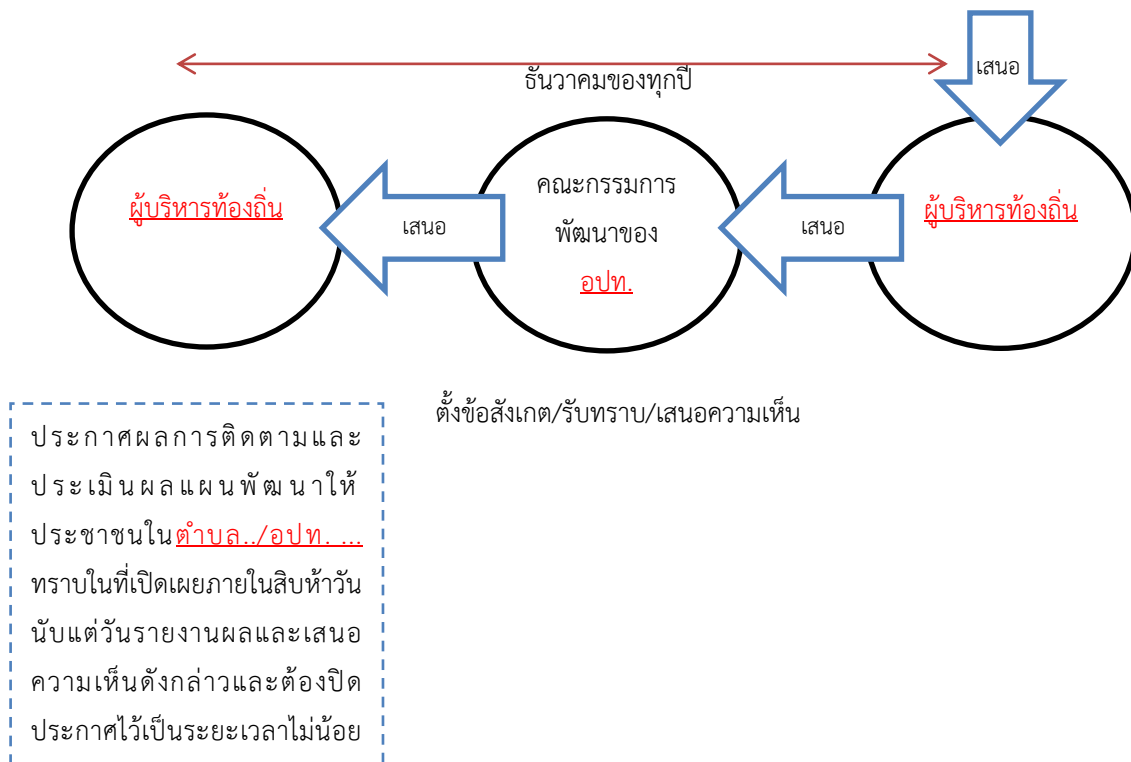 เสนอ
ธันวาคมของทุกปี
ผู้บริหารท้องถิ่น
เสนอ
คณะกรรมการ
พัฒนาของ
อปท.
เสนอ
ผู้บริหารท้องถิ่น
ตั้งข้อสังเกต/รับทราบ/เสนอความเห็น
ประกาศผลการติดตามและ
ประเมินผลแผนพัฒนาให้
ประชาชนในตำบล../อปท. ...
ทราบในที่เปิดเผยภายในสิบห้าวัน
นับแต่วันรายงานผลและเสนอ
ความเห็นดังกล่าวและต้องปิด
ประกาศไว้เป็นระยะเวลาไม่น้อย